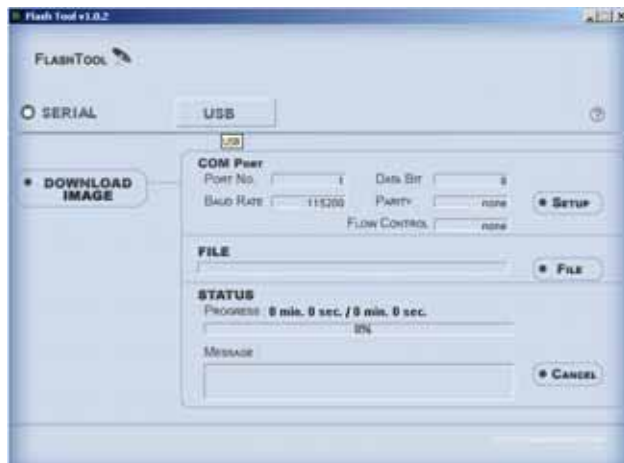 Flash Tool v1.0.2
FLASHTOOL
SERIAL USB
USB
COM PORT
PORT NO. 1 DATA BIT 8
DOWNLOAD IMAGE
BAUD RATE 115200 PARITY none SETUP
FLOW CONTROL none
FILE
FILE
STATUS
PROGRESS 0 min. 0 sec. / 0 min. 0 sec.
0%
MESSAGE
CANCEL